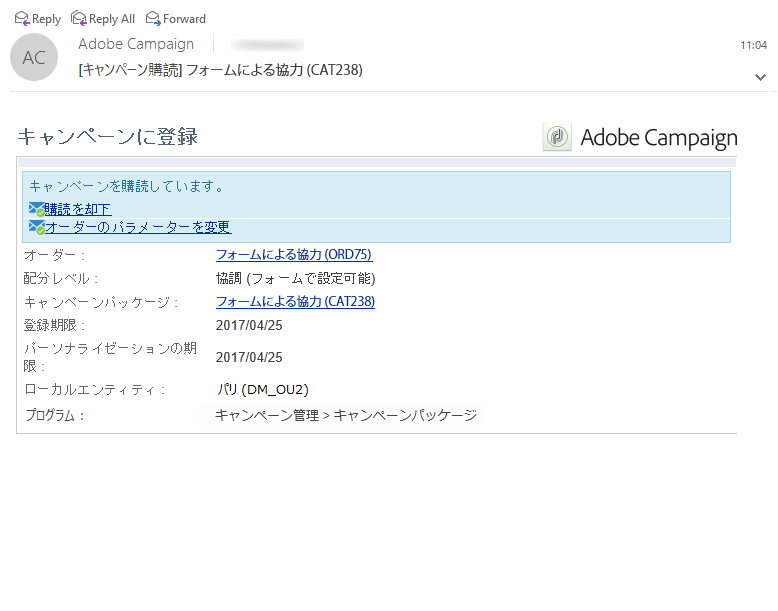 Reply Reply All Forward
AC
Adobe Campaign
11:04
[キャンペーン購読] フォームによる協力 (CAT238)
キャンペーンに登録
Adobe Campaign
キャンペーンを購読しています。
購読を却下
オーダーのパラメーターを変更
オーダー : フォームによる協力 (ORD75)
配分レベル : 協調 (フォームで設定可能)
キャンペーンパッケージ : フォームによる協力 (CAT238)
登録期限 : 2017/04/25
パーソナライゼーションの期
限 : 2017/04/25
ローカルエンティティ : パリ (DM_OU2)
プログラム : キャンペーン管理 > キャンペーンパッケージ